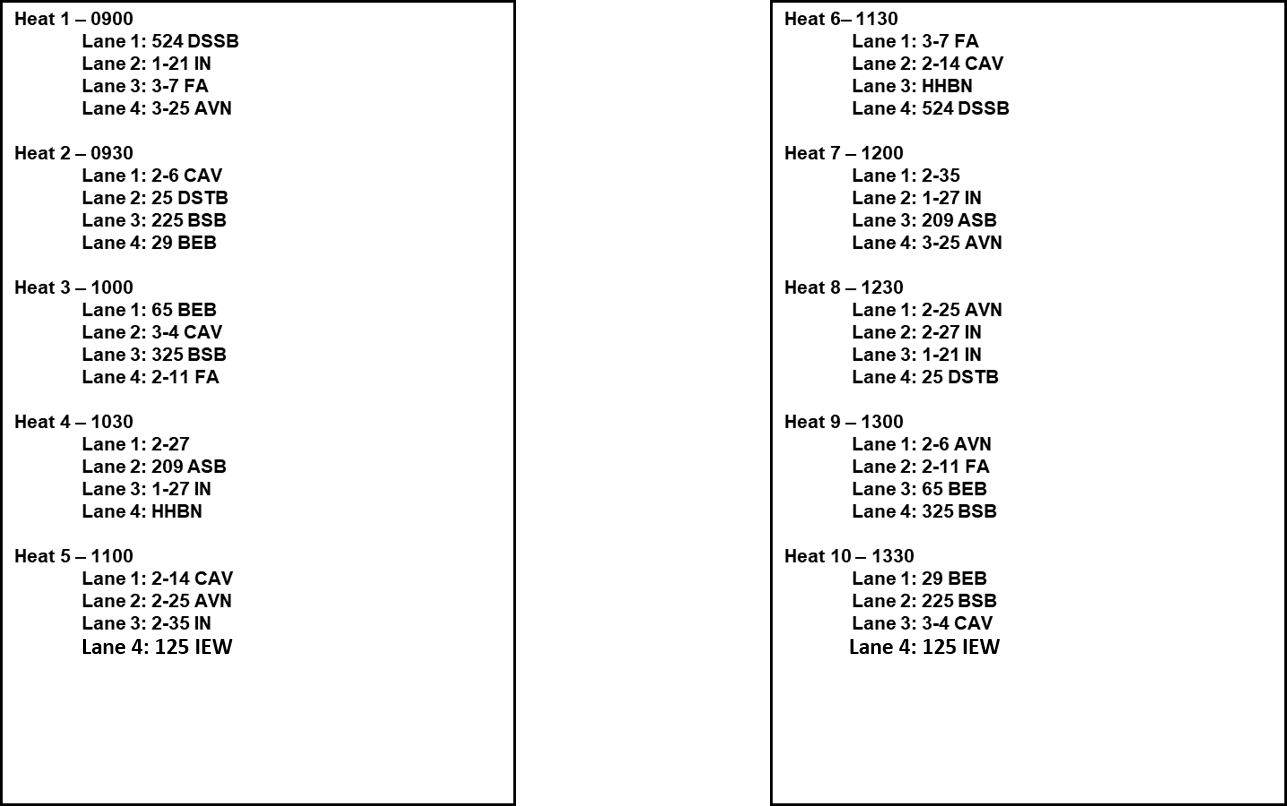 Heat 1 – 0900
Lane 1: 524 DSSB
Lane 2: 1-21 IN
Lane 3: 3-7 FA
Lane 4: 3-25 AVN
Heat 2 – 0930
Lane 1: 2-6 CAV
Lane 2: 25 DSTB
Lane 3: 225 BSB
Lane 4: 29 BEB
Heat 3 – 1000
Lane 1: 65 BEB
Lane 2: 3-4 CAV
Lane 3: 325 BSB
Lane 4: 2-11 FA
Heat 4 – 1030
Lane 1: 2-27
Lane 2: 209 ASB
Lane 3: 1-27 IN
Lane 4: HHBN
Heat 5 – 1100
Lane 1: 2-14 CAV
Lane 2: 2-25 AVN
Lane 3: 2-35 IN
Lane 4: 125 IEW
Heat 6– 1130
Lane 1: 3-7 FA
Lane 2: 2-14 CAV
Lane 3: HHBN
Lane 4: 524 DSSB
Heat 7 – 1200
Lane 1: 2-35
Lane 2: 1-27 IN
Lane 3: 209 ASB
Lane 4: 3-25 AVN
Heat 8 – 1230
Lane 1: 2-25 AVN
Lane 2: 2-27 IN
Lane 3: 1-21 IN
Lane 4: 25 DSTB
Heat 9 – 1300
Lane 1: 2-6 AVN
Lane 2: 2-11 FA
Lane 3: 65 BEB
Lane 4: 325 BSB
Heat 10 – 1330
Lane 1: 29 BEB
Lane 2: 225 BSB
Lane 3: 3-4 CAV
Lane 4: 125 IEW